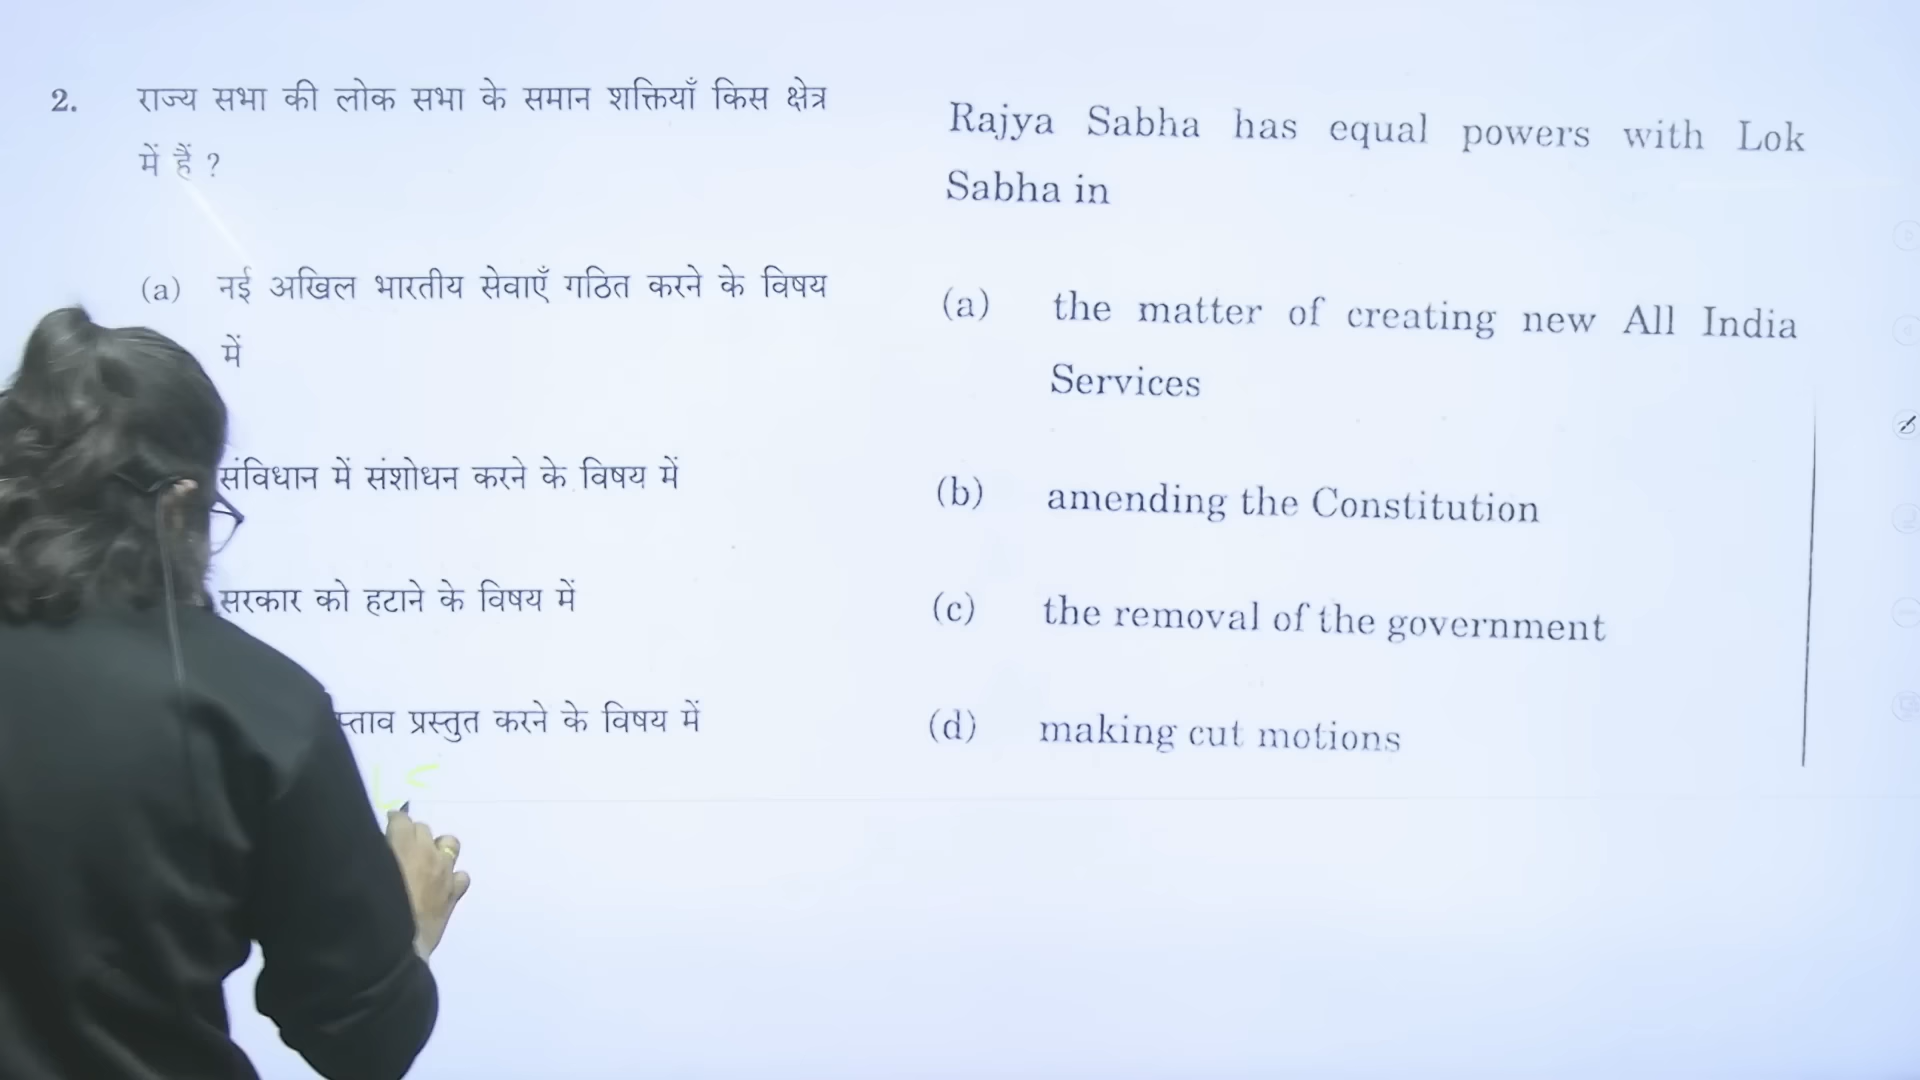 2. राज्य सभा की लोक सभा के समान शक्तियाँ किस क्षेत्र
में हैं ?
(a) नई अखिल भारतीय सेवाएँ गठित करने के विषय
में
संविधान में संशोधन करने के विषय में
सरकार को हटाने के विषय में
प्रस्तुत करने के विषय में
Rajya Sabha has equal powers with Lok
Sabha in
(a) the matter of creating new All India
Services
(b) amending the Constitution
(c) the removal of the government
(d) making cut motions
LS